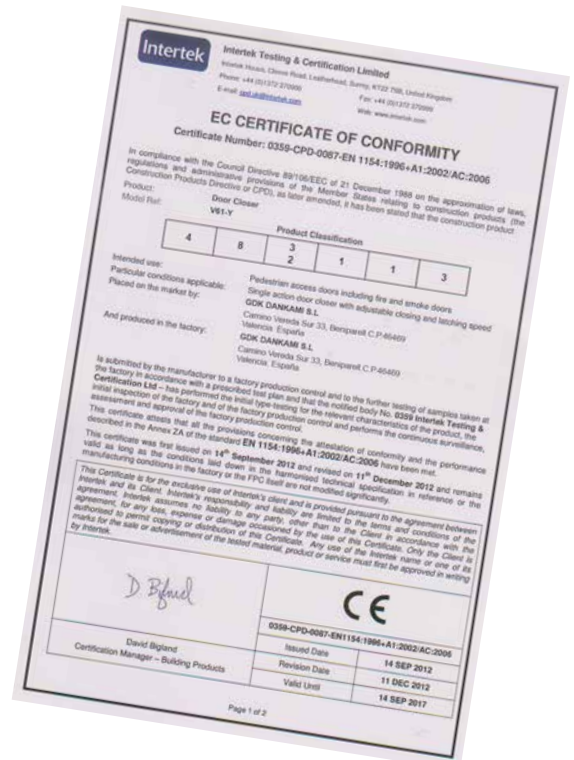 Intertek
Intertek Testing & Certification Limited
Intertek House, Cleeve Road, Leatherhead, Surrey, KT22 7SB, United Kingdom
Phone: +44 (0)1372 370900 Fax: +44 (0)1372 370999
E-mail: Web: www.intertek.com
EC CERTIFICATE OF CONFORMITY
Certificate Number: 0359-CPD-0087-EN 1154:1996+A1:2002/AC:2006
In compliance with the Council Directive 89/106/EEC of 21 December 1988 on the approximation of laws,
regulations and administrative provisions of the Member States relating to construction products (the
Construction Products Directive or CPD), as later amended, it has been stated that the construction product
Product: Door Closer
Model Ref: V61-Y
Product Classification
4 8 3 1 1 3
2
Intended use: Pedestrian access doors including fire and smoke doors
Particular conditions applicable: Single action door closer with adjustable closing and latching speed
Placed on the market by: GDK DANKAMI S.L
Camino Vereda Sur 33, Beniparell C.P.46469
Valencia. España
And produced in the factory: GDK DANKAMI S.L
Camino Vereda Sur 33, Beniparell C.P.46469
Valencia. España
Is submitted by the manufacturer to a factory production control and to the further testing of samples taken at
the factory in accordance with a prescribed test plan and that the notified body No. 0359 Intertek Testing &
Certification Ltd – has performed the initial type-testing for the relevant characteristics of the product, the
initial inspection of the factory and of the factory production control and performs the continuous surveillance,
assessment and approval of the factory production control.
This certificate attests that all the provisions concerning the attestation of conformity and the performance
described in the Annex ZA of the standard EN 1154:1996+A1:2002/AC:2006 have been met.
This certificate was first issued on 14th September 2012 and revised on 11th December 2012 and remains
valid as long as the conditions laid down in the harmonised technical specification in reference or the
manufacturing conditions in the factory or the FPC itself are not modified significantly.
This Certificate is for the exclusive use of Intertek's client and is provided pursuant to the agreement between
Intertek and its Client. Intertek's responsibility and liability are limited to the terms and conditions of the
agreement. Intertek assumes no liability to any party, other than to the Client in accordance with the
agreement, for any loss, expense or damage occasioned by the use of this Certificate. Only the Client is
authorised to permit copying or distribution of this Certificate. Any use of the Intertek name or one of its
marks for the sale or advertisement of the tested material, product or service must first be approved in writing
by Intertek.
CE
0359-CPD-0087-EN1154:1996+A1:2002/AC:2006
David Bigland
Certification Manager – Building Products
Issued Date 14 SEP 2012
Revision Date 11 DEC 2012
Valid Until 14 SEP 2017
Page 1 of 2